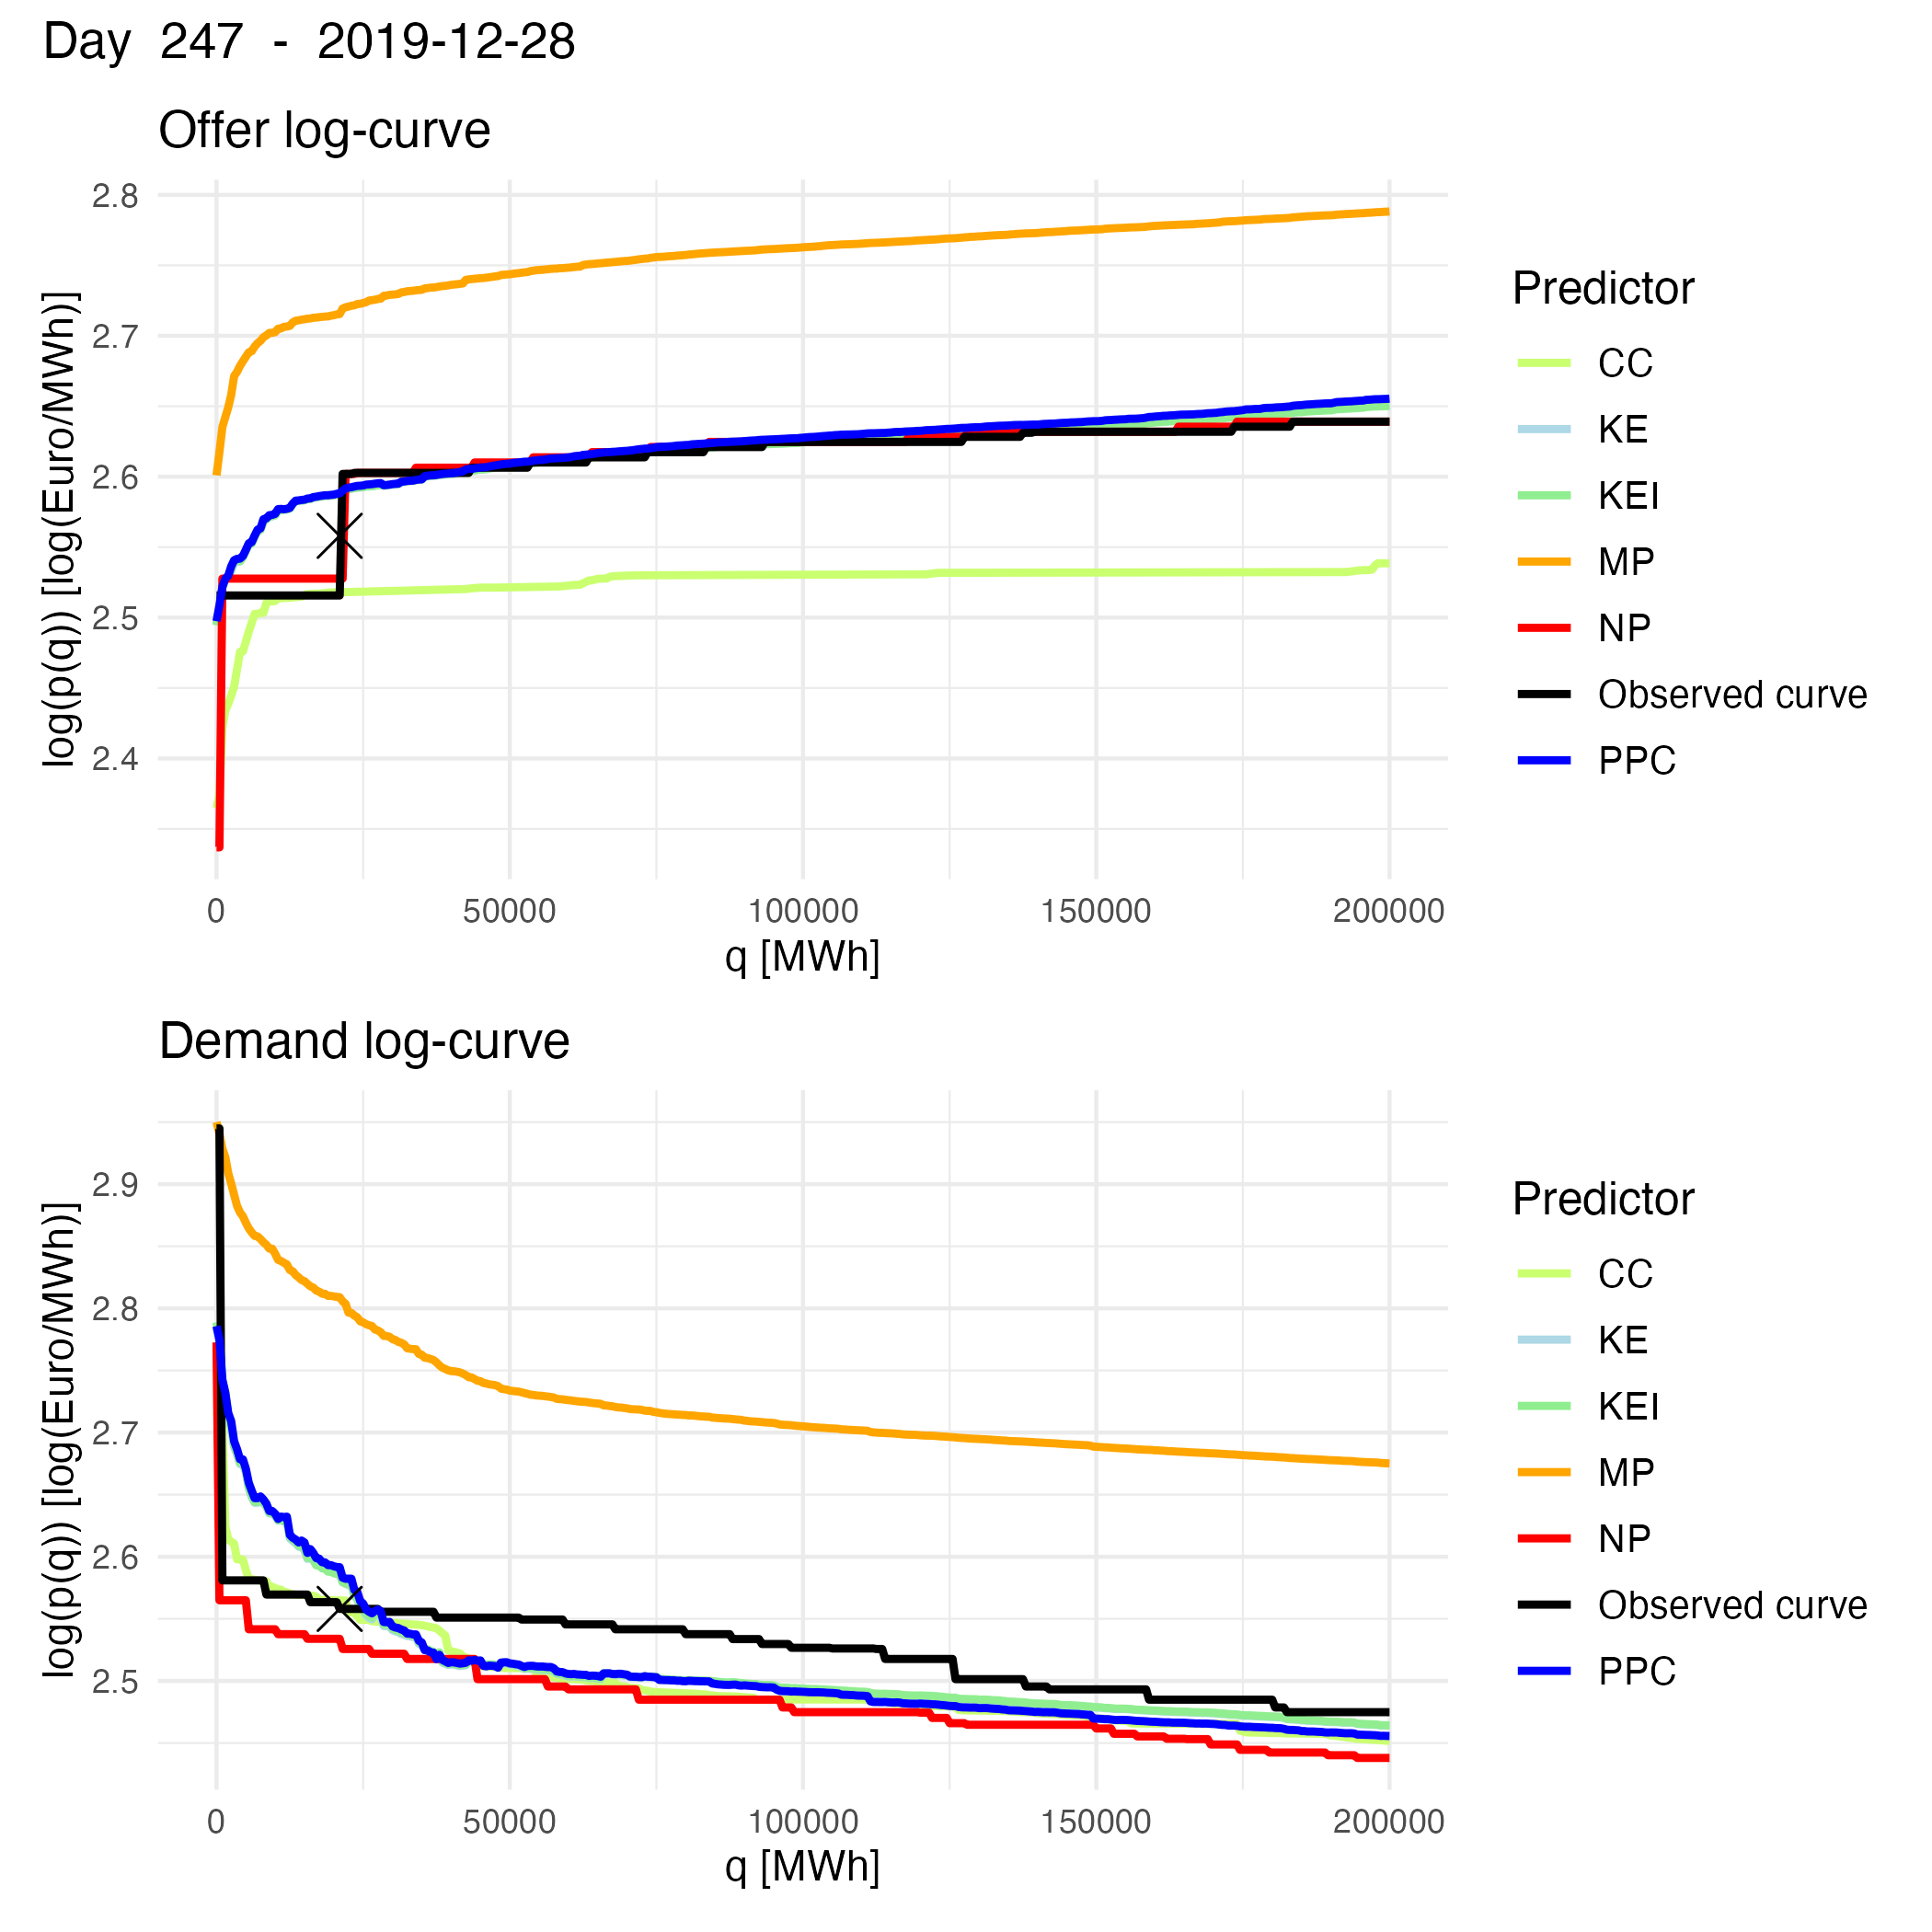 Day 247 - 2019-12-28
Offer log-curve
log(p(q)) [log(Euro/MWh)]
2.8
2.7
2.6
2.5
2.4
0 50000 100000 150000 200000
q [MWh]
Predictor
CC
KE
KEI
MP
NP
Observed curve
PPC
Demand log-curve
log(p(q)) [log(Euro/MWh)]
2.9
2.8
2.7
2.6
2.5
0 50000 100000 150000 200000
q [MWh]
Predictor
CC
KE
KEI
MP
NP
Observed curve
PPC